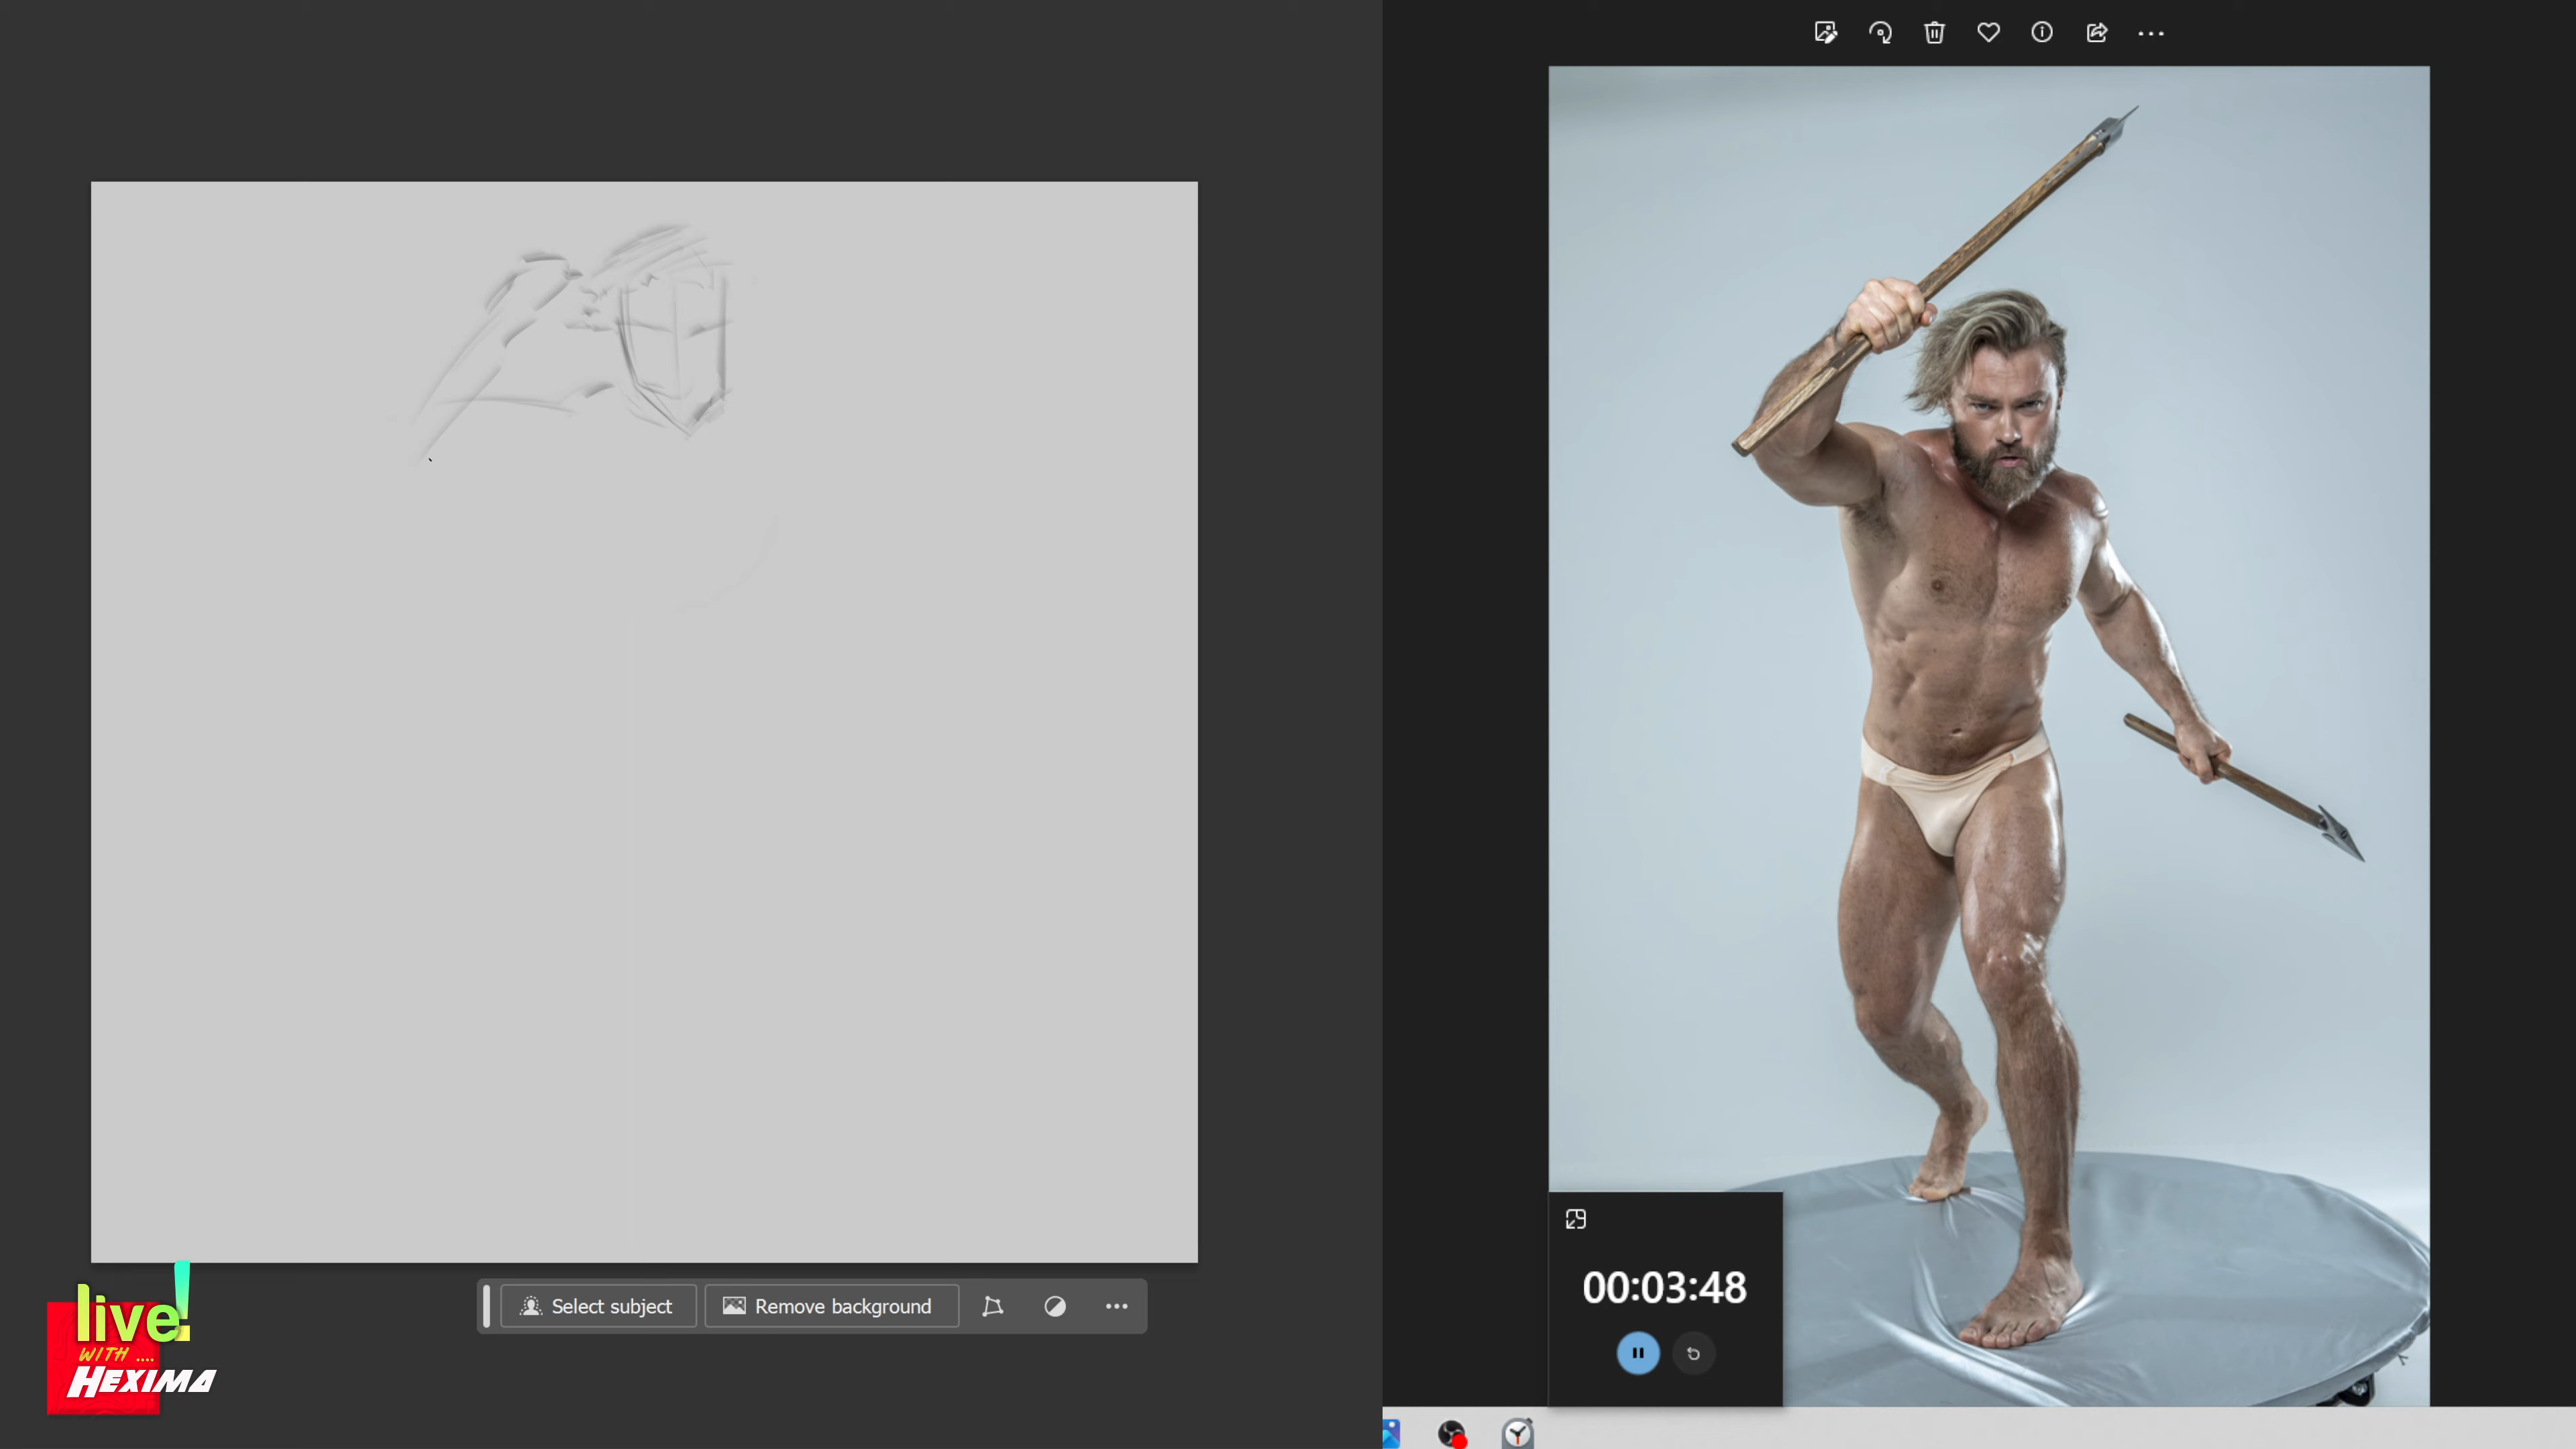 Select subject
Remove background
live!
WITH ....
HEXIMA
00:03:48